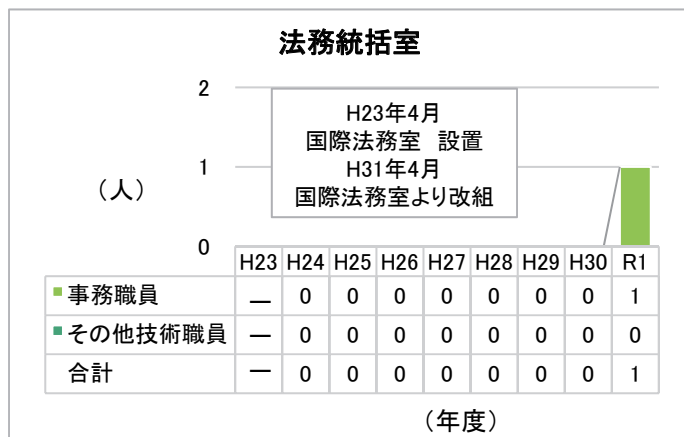 法務統括室
2
H23年4月
国際法務室　設置
H31年4月
国際法務室より改組
1
（人）
0
H23 H24 H25 H26 H27 H28 H29 H30 R1
事務職員 — 0 0 0 0 0 0 0 1
その他技術職員 — 0 0 0 0 0 0 0 0
合計 — 0 0 0 0 0 0 0 1
（年度）